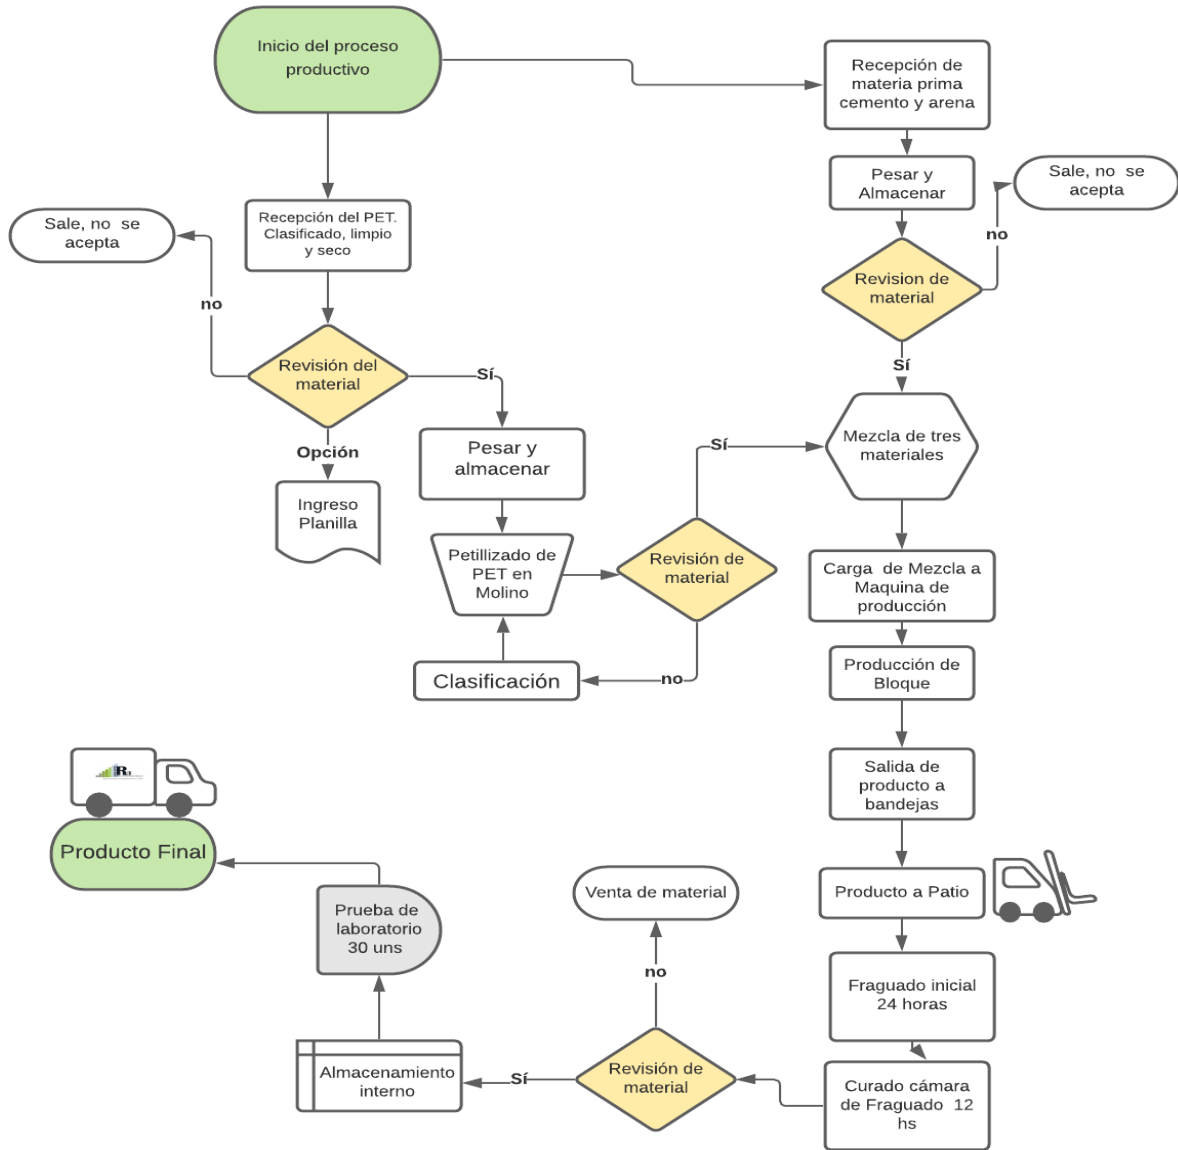 Inicio del proceso
productivo
Recepción de
materia prima
cemento y arena
Pesar y
Almacenar
Sale, no se
acepta
no
Revision de
material
Sí
Recepción del PET.
Clasificado, limpio
y seco
Sale, no se
acepta
no
Revisión del
material
Sí
Opción
Ingreso
Planilla
Pesar y
almacenar
Petillizado de
PET en
Molino
Revisión de
material
Sí
no
Clasificación
Mezcla de tres
materiales
Carga de Mezcla a
Maquina de
producción
Producción de
Bloque
Salida de
producto a
bandejas
Producto a Patio
Fraguado inicial
24 horas
Curado cámara
de Fraguado 12
hs
Revisión de
material
no
Venta de material
Sí
Almacenamiento
interno
Prueba de
laboratorio
30 uns
Producto Final